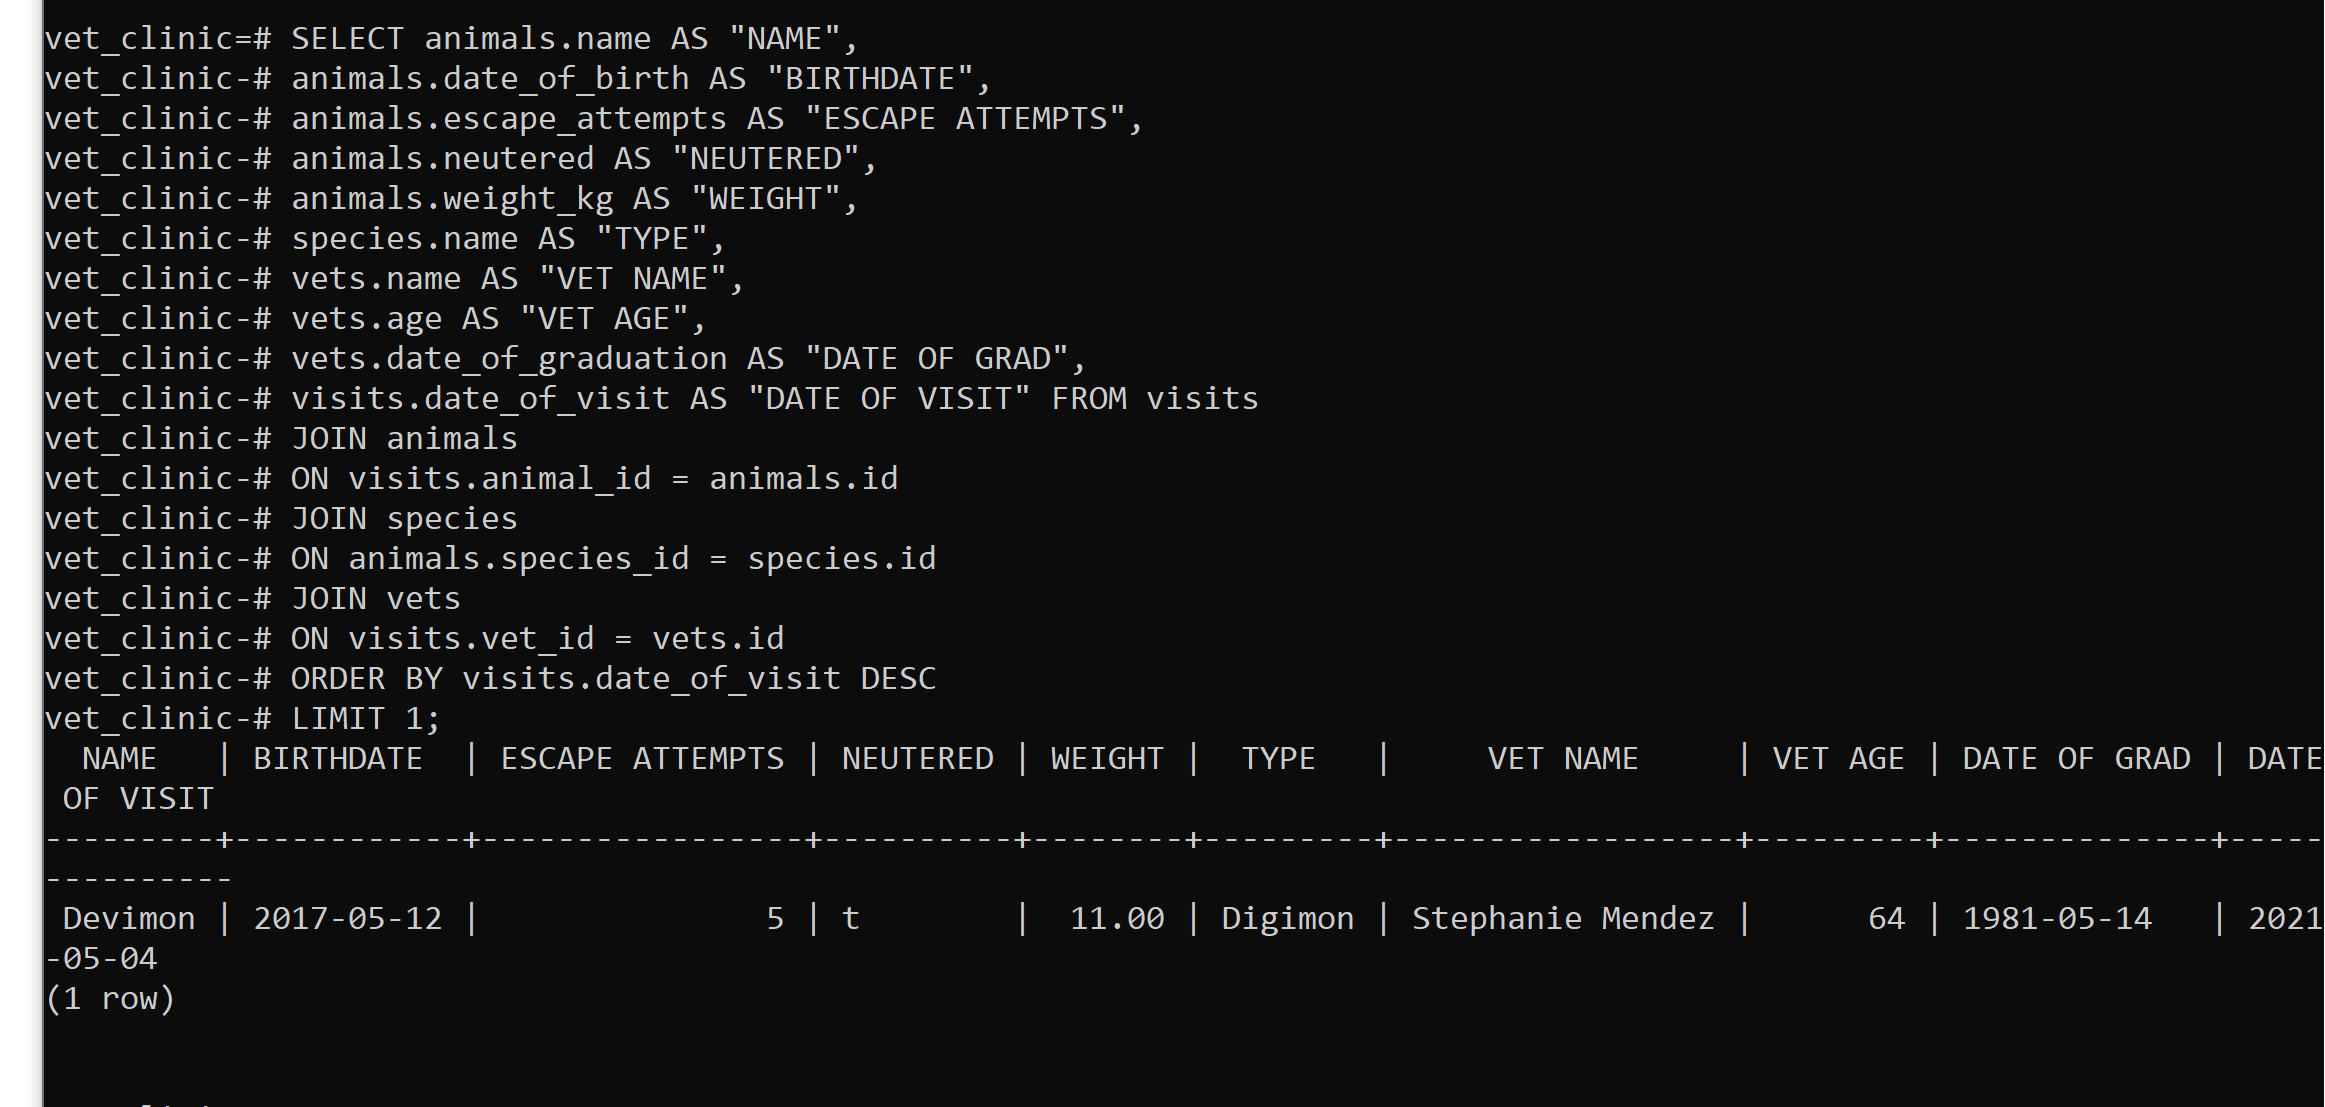 vet_clinic=# SELECT animals.name AS "NAME",
vet_clinic-# animals.date_of_birth AS "BIRTHDATE",
vet_clinic-# animals.escape_attempts AS "ESCAPE ATTEMPTS",
vet_clinic-# animals.neutered AS "NEUTERED",
vet_clinic-# animals.weight_kg AS "WEIGHT",
vet_clinic-# species.name AS "TYPE",
vet_clinic-# vets.name AS "VET NAME",
vet_clinic-# vets.age AS "VET AGE",
vet_clinic-# vets.date_of_graduation AS "DATE OF GRAD",
vet_clinic-# visits.date_of_visit AS "DATE OF VISIT" FROM visits
vet_clinic-# JOIN animals
vet_clinic-# ON visits.animal_id = animals.id
vet_clinic-# JOIN species
vet_clinic-# ON animals.species_id = species.id
vet_clinic-# JOIN vets
vet_clinic-# ON visits.vet_id = vets.id
vet_clinic-# ORDER BY visits.date_of_visit DESC
vet_clinic-# LIMIT 1;
  NAME   | BIRTHDATE  | ESCAPE ATTEMPTS | NEUTERED | WEIGHT |  TYPE   |     VET NAME     | VET AGE | DATE OF GRAD | DATE
 OF VISIT
---------+------------+-----------------+----------+--------+---------+------------------+---------+--------------+-----
----------
 Devimon | 2017-05-12 |               5 | t        |  11.00 | Digimon | Stephanie Mendez |      64 | 1981-05-14   | 2021
-05-04
(1 row)